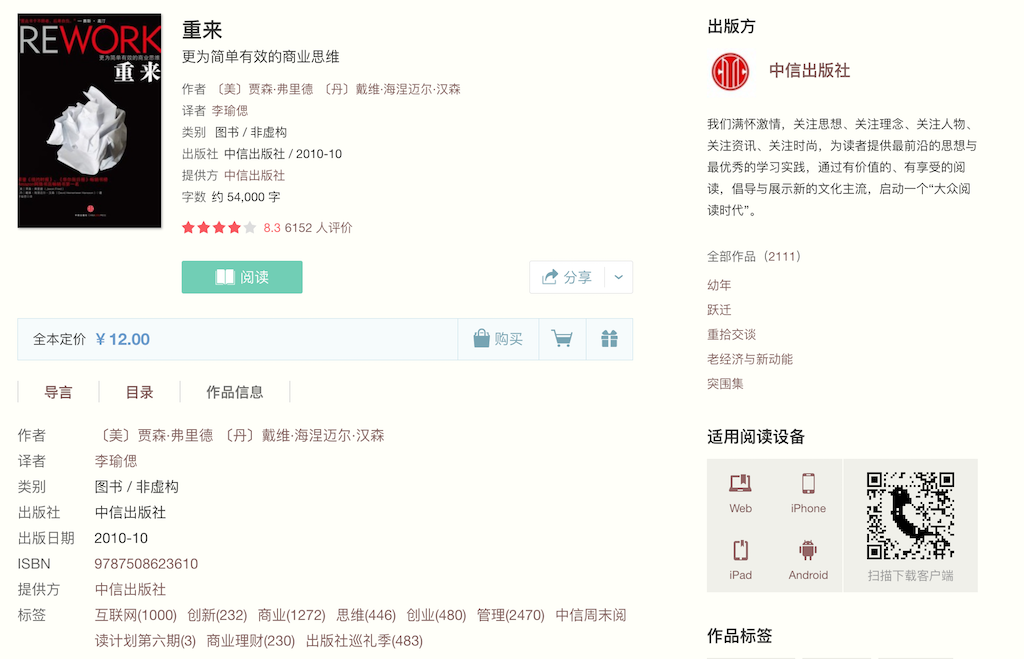 REWORK
更为简单有效的商业思维
重来
重来
更为简单有效的商业思维
作者 〔美〕贾森·弗里德 〔丹〕戴维·海涅迈尔·汉森
译者 李瑜偲
类别 图书 / 非虚构
出版社 中信出版社 / 2010-10
提供方 中信出版社
字数 约 54,000 字
8.3 6152 人评价
阅读
分享
全本定价 ¥ 12.00
购买
导言
目录
作品信息
作者 〔美〕贾森·弗里德 〔丹〕戴维·海涅迈尔·汉森
译者 李瑜偲
类别 图书 / 非虚构
出版社 中信出版社
出版日期 2010-10
ISBN 9787508623610
提供方 中信出版社
标签 互联网(1000) 创新(232) 商业(1272) 思维(446) 创业(480) 管理(2470) 中信周末阅
读计划第六期(3) 商业理财(230) 出版社巡礼季(483)
出版方
中信出版社
我们满怀激情，关注思想、关注理念、关注人物、
关注资讯、关注时尚，为读者提供最前沿的思想与
最优秀的学习实践，通过有价值的、有享受的阅
读，倡导与展示新的文化主流，启动一个“大众阅
读时代”。
全部作品（2111）
幼年
跃迁
重拾交谈
老经济与新动能
突围集
适用阅读设备
Web
iPhone
iPad
Android
扫描下载客户端
作品标签